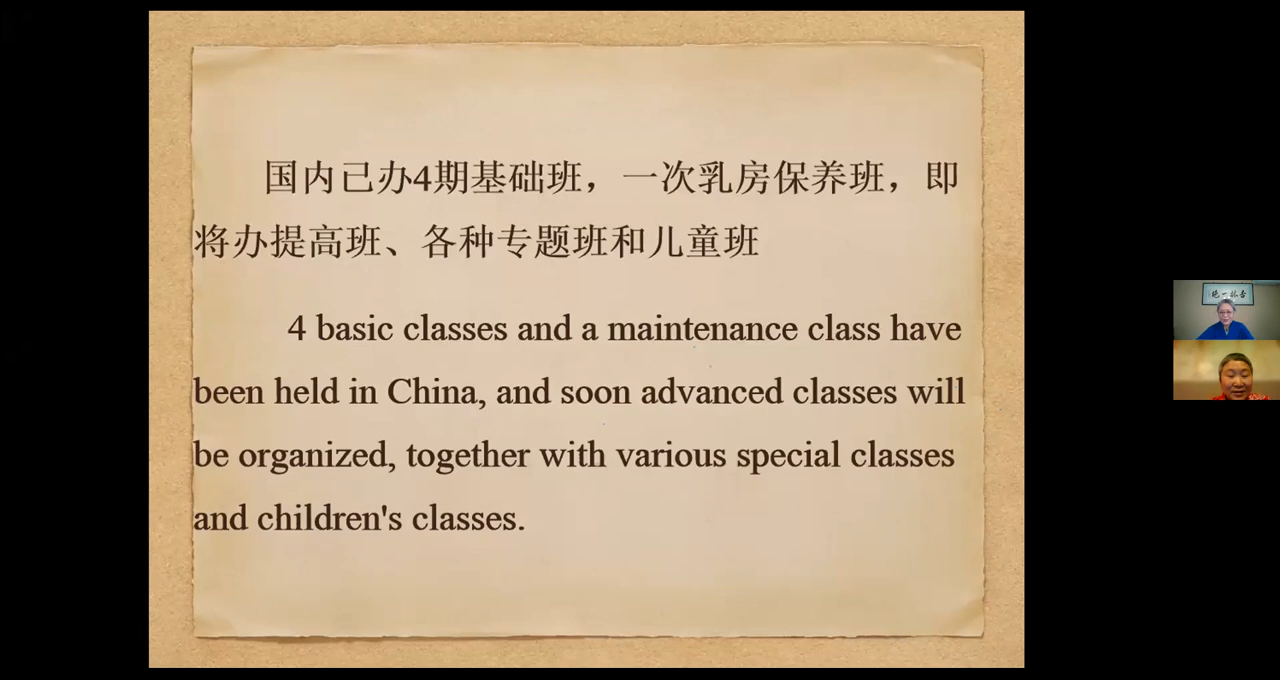 国内已办4期基础班，一次乳房保养班，即
将办提高班、各种专题班和儿童班
4 basic classes and a maintenance class have
been held in China, and soon advanced classes will
be organized, together with various special classes
and children's classes.